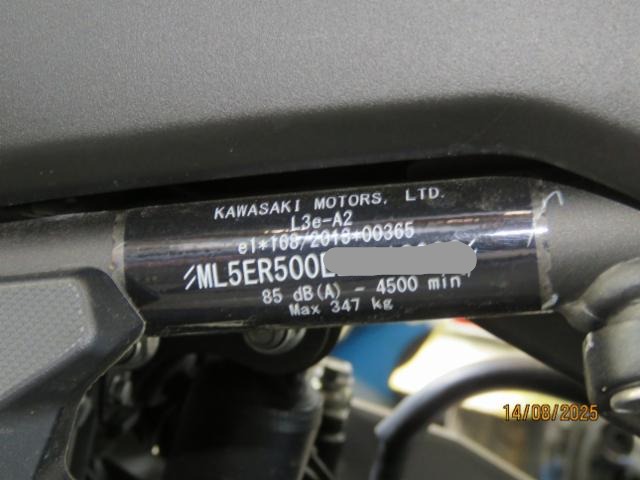 KAWASAKI MOTORS, LTD.
L3e-A2
e1*168/2013*00365
ML5ER500
85 dB(A) - 4500 min
Max 347 kg
14/08/2025